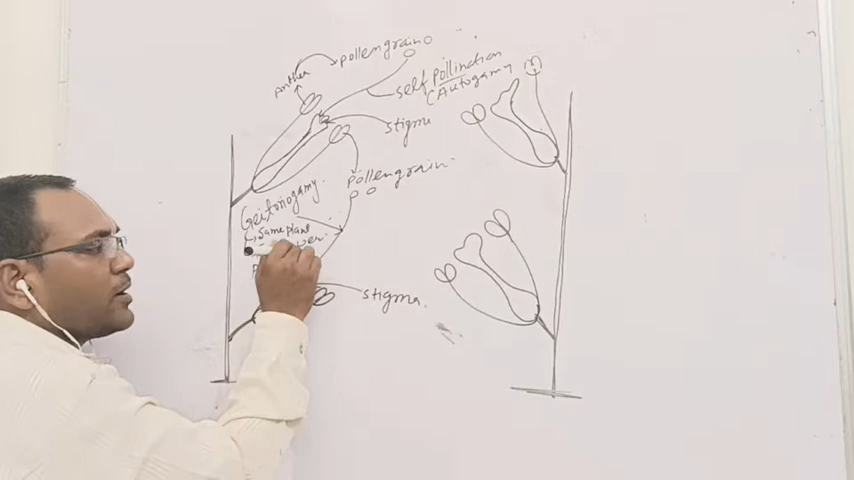 Anther
pollengrain
self pollination
(Autogamy)
stigma
Pollengrain
Geitonogamy.
Same plant
stigma.